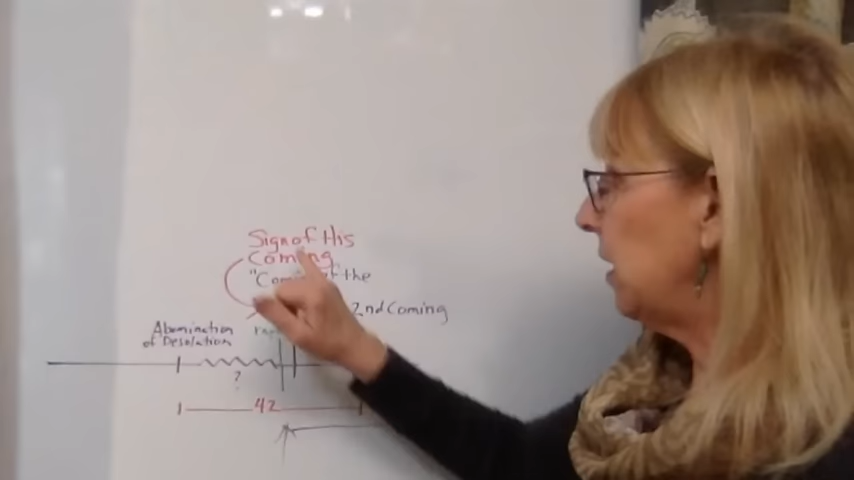 Sign of His
Coming
"Coming of the
2nd Coming
Abomination
of Desolation
?
42